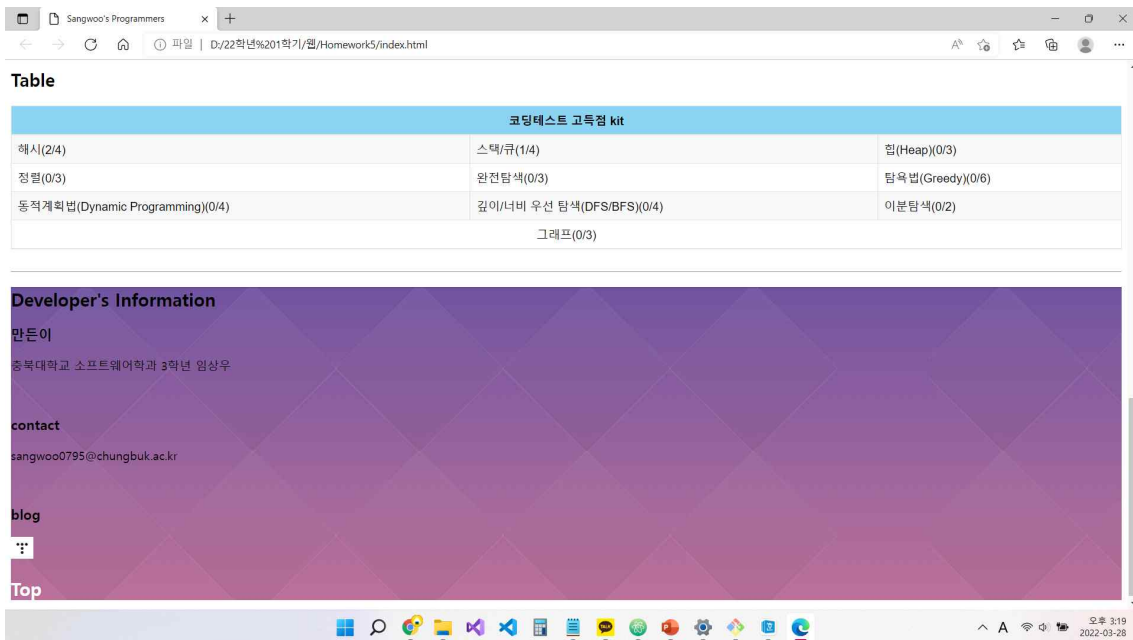 Sangwoo's Programmers
파일 | D:/22학년%201학기/웹/Homework5/index.html
Table
코딩테스트 고득점 kit
해시(2/4) 스택/큐(1/4) 힙(Heap)(0/3)
정렬(0/3) 완전탐색(0/3) 탐욕법(Greedy)(0/6)
동적계획법(Dynamic Programming)(0/4) 깊이/너비 우선 탐색(DFS/BFS)(0/4) 이분탐색(0/2)
그래프(0/3)
Developer's Information
만든이
충북대학교 소프트웨어학과 3학년 임상우
contact
sangwoo0795@chungbuk.ac.kr
blog
Top
A 오후 3:19
2022-03-28